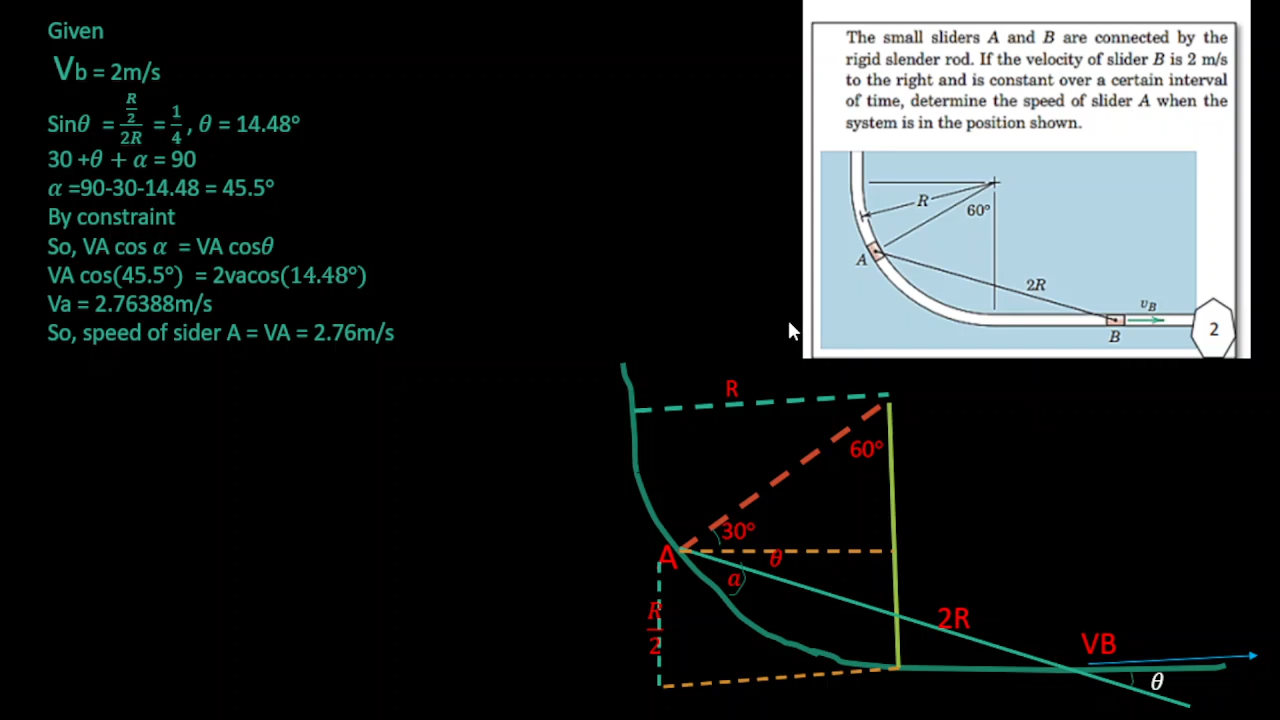 Given
Vb = 2m/s
Sinθ = (R/2)/2R = 1/4 , θ = 14.48°
30 +θ + α = 90
α =90-30-14.48 = 45.5°
By constraint
So, VA cos α = VA cosθ
VA cos(45.5°) = 2vacos(14.48°)
Va = 2.76388m/s
So, speed of sider A = VA = 2.76m/s
The small sliders A and B are connected by the
rigid slender rod. If the velocity of slider B is 2 m/s
to the right and is constant over a certain interval
of time, determine the speed of slider A when the
system is in the position shown.
R
60°
A
2R
vB
B
2
R
60°
30°
A
θ
a
R/2
2R
VB
θ